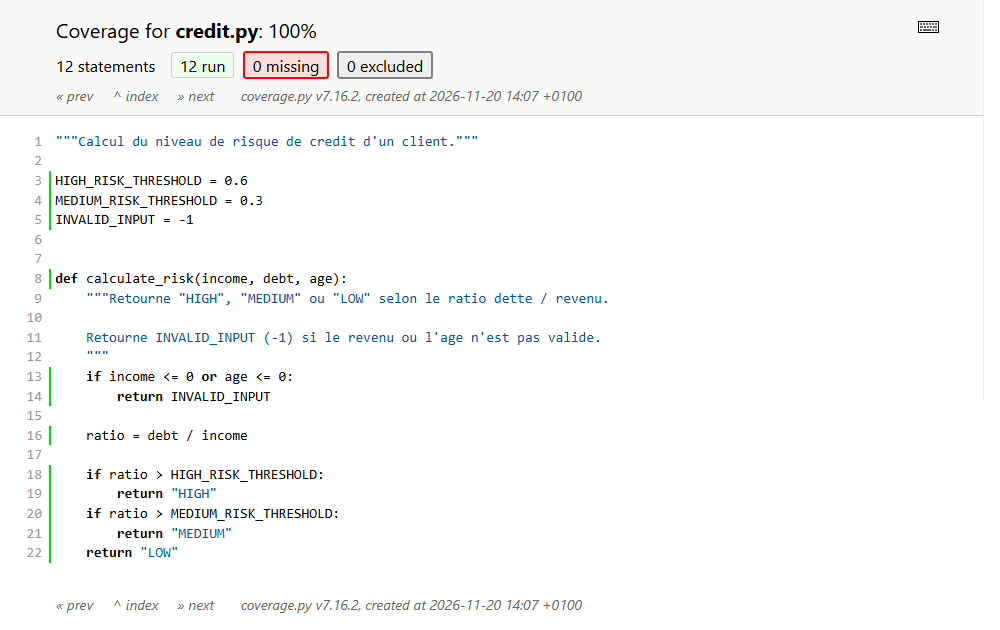 Coverage for credit.py: 100%
12 statements 12 run 0 missing 0 excluded
« prev ^ index » next coverage.py v7.16.2, created at 2026-11-20 14:07 +0100
1 """Calcul du niveau de risque de credit d'un client."""
2
3 HIGH_RISK_THRESHOLD = 0.6
4 MEDIUM_RISK_THRESHOLD = 0.3
5 INVALID_INPUT = -1
6
7
8 def calculate_risk(income, debt, age):
9     """Retourne "HIGH", "MEDIUM" ou "LOW" selon le ratio dette / revenu.
10
11     Retourne INVALID_INPUT (-1) si le revenu ou l'age n'est pas valide.
12     """
13     if income <= 0 or age <= 0:
14         return INVALID_INPUT
15
16     ratio = debt / income
17
18     if ratio > HIGH_RISK_THRESHOLD:
19         return "HIGH"
20     if ratio > MEDIUM_RISK_THRESHOLD:
21         return "MEDIUM"
22     return "LOW"
« prev ^ index » next coverage.py v7.16.2, created at 2026-11-20 14:07 +0100